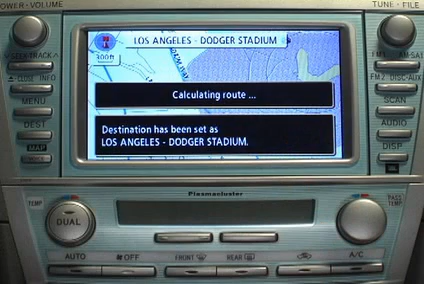 POWER · VOLUME
TUNE · FILE
LOS ANGELES - DODGER STADIUM
300ft
SEEK TRACK
FM1 AM·SAT
CLOSE INFO
FM2 DISC·AUX
MENU
SCAN
Calculating route ...
DEST
AUDIO
Destination has been set as
LOS ANGELES - DODGER STADIUM.
MAP
DISP
Plasmacluster
TEMP
DUAL
PASS
TEMP
AUTO
OFF
FRONT
REAR
A/C